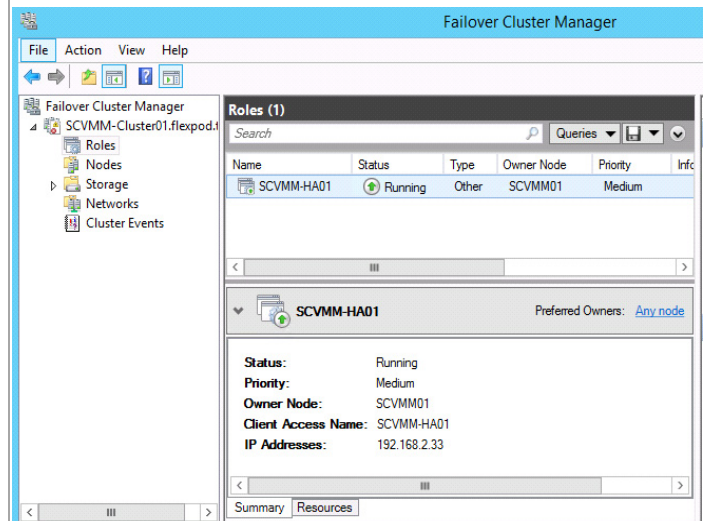 Failover Cluster Manager
File Action View Help
Failover Cluster Manager
SCVMM-Cluster01.flexpod.
Roles
Nodes
Storage
Networks
Cluster Events
Roles (1)
Search
Queries
Name Status Type Owner Node Priority Info
SCVMM-HA01 Running Other SCVMM01 Medium
SCVMM-HA01 Preferred Owners: Any node
Status: Running
Priority: Medium
Owner Node: SCVMM01
Client Access Name: SCVMM-HA01
IP Addresses: 192.168.2.33
Summary Resources